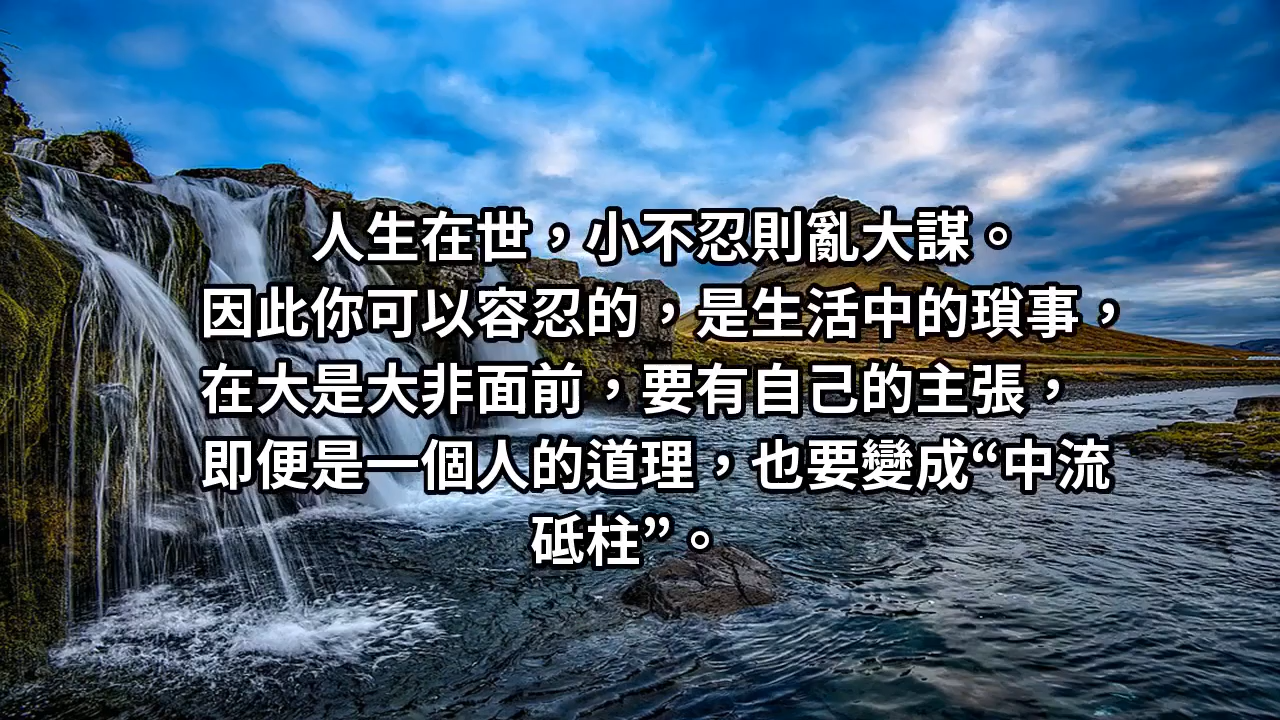 人生在世，小不忍則亂大謀。
因此你可以容忍的，是生活中的瑣事，
在大是大非面前，要有自己的主張，
即便是一個人的道理，也要變成“中流
砥柱”。